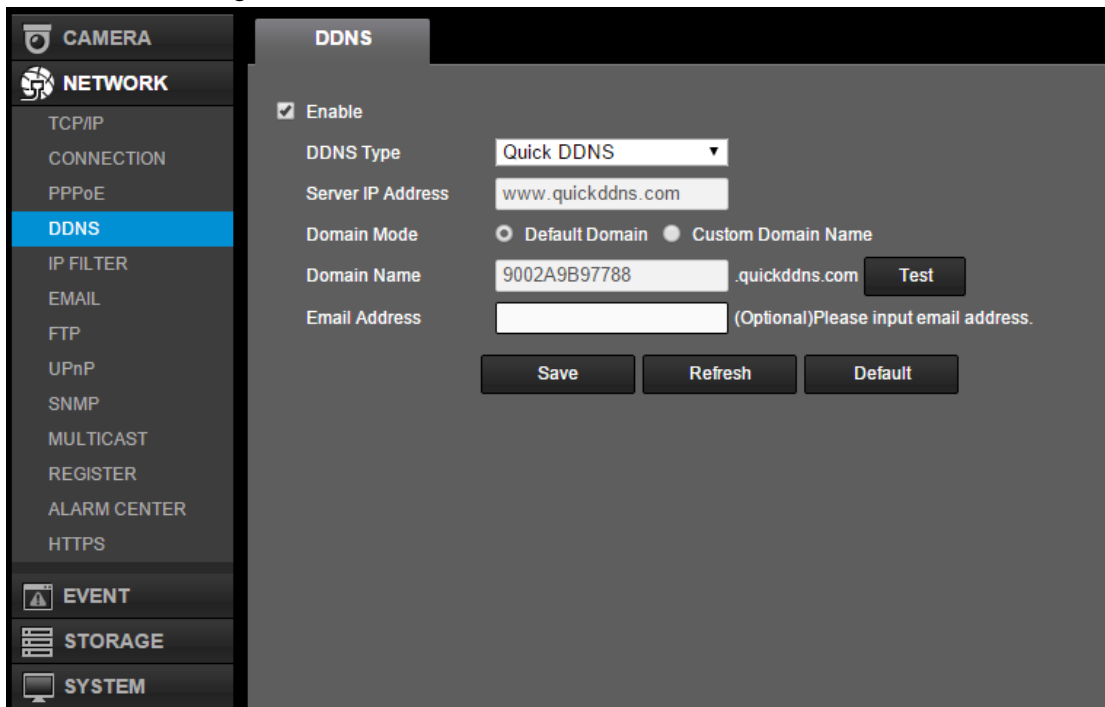 CAMERA
NETWORK
TCP/IP
CONNECTION
PPPoE
DDNS
IP FILTER
EMAIL
FTP
UPnP
SNMP
MULTICAST
REGISTER
ALARM CENTER
HTTPS
EVENT
STORAGE
SYSTEM
DDNS
Enable
DDNS Type Quick DDNS
Server IP Address www.quickddns.com
Domain Mode Default Domain Custom Domain Name
Domain Name 9002A9B97788 .quickddns.com Test
Email Address (Optional)Please input email address.
Save Refresh Default